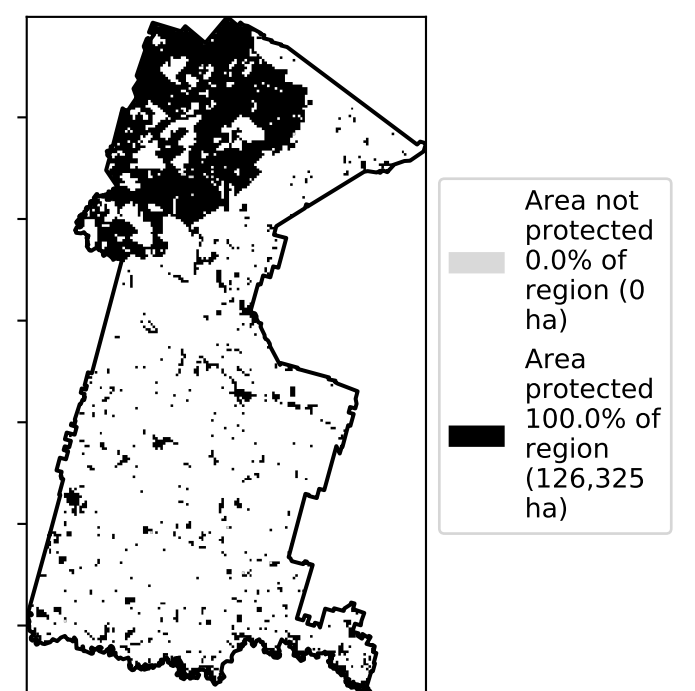 Area not
protected
0.0% of
region (0
ha)
Area
protected
100.0% of
region
(126,325
ha)